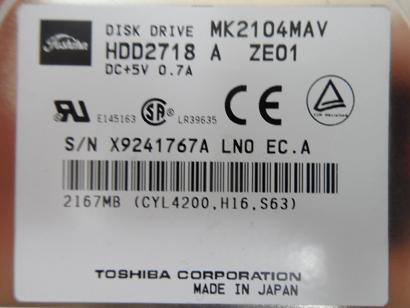 Toshiba
DISK DRIVE MK2104MAV
HDD2718 A ZE01
DC+5V 0.7A
E145163
LR39635
S/N X9241767A LNO EC.A
2167MB (CYL4200,H16,S63)
TOSHIBA CORPORATION
MADE IN JAPAN